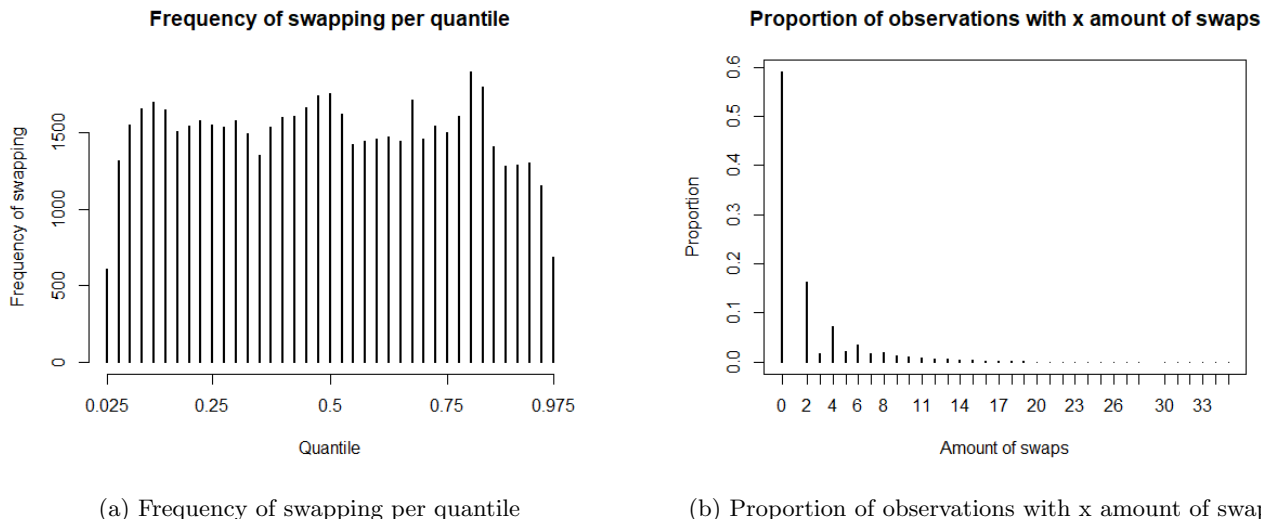 Frequency of swapping per quantile
Frequency of swapping
1500
1000
500
0
0.025 0.25 0.5 0.75 0.975
Quantile
(a) Frequency of swapping per quantile
Proportion of observations with x amount of swaps
Proportion
0.6
0.5
0.4
0.3
0.2
0.1
0.0
0 2 4 6 8 11 14 17 20 23 26 30 33
Amount of swaps
(b) Proportion of observations with x amount of swap